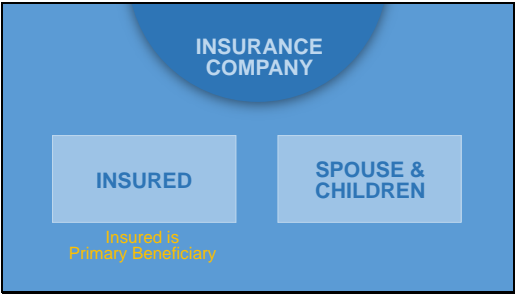 INSURANCE
COMPANY
INSURED
SPOUSE &
CHILDREN
Insured is
Primary Beneficiary